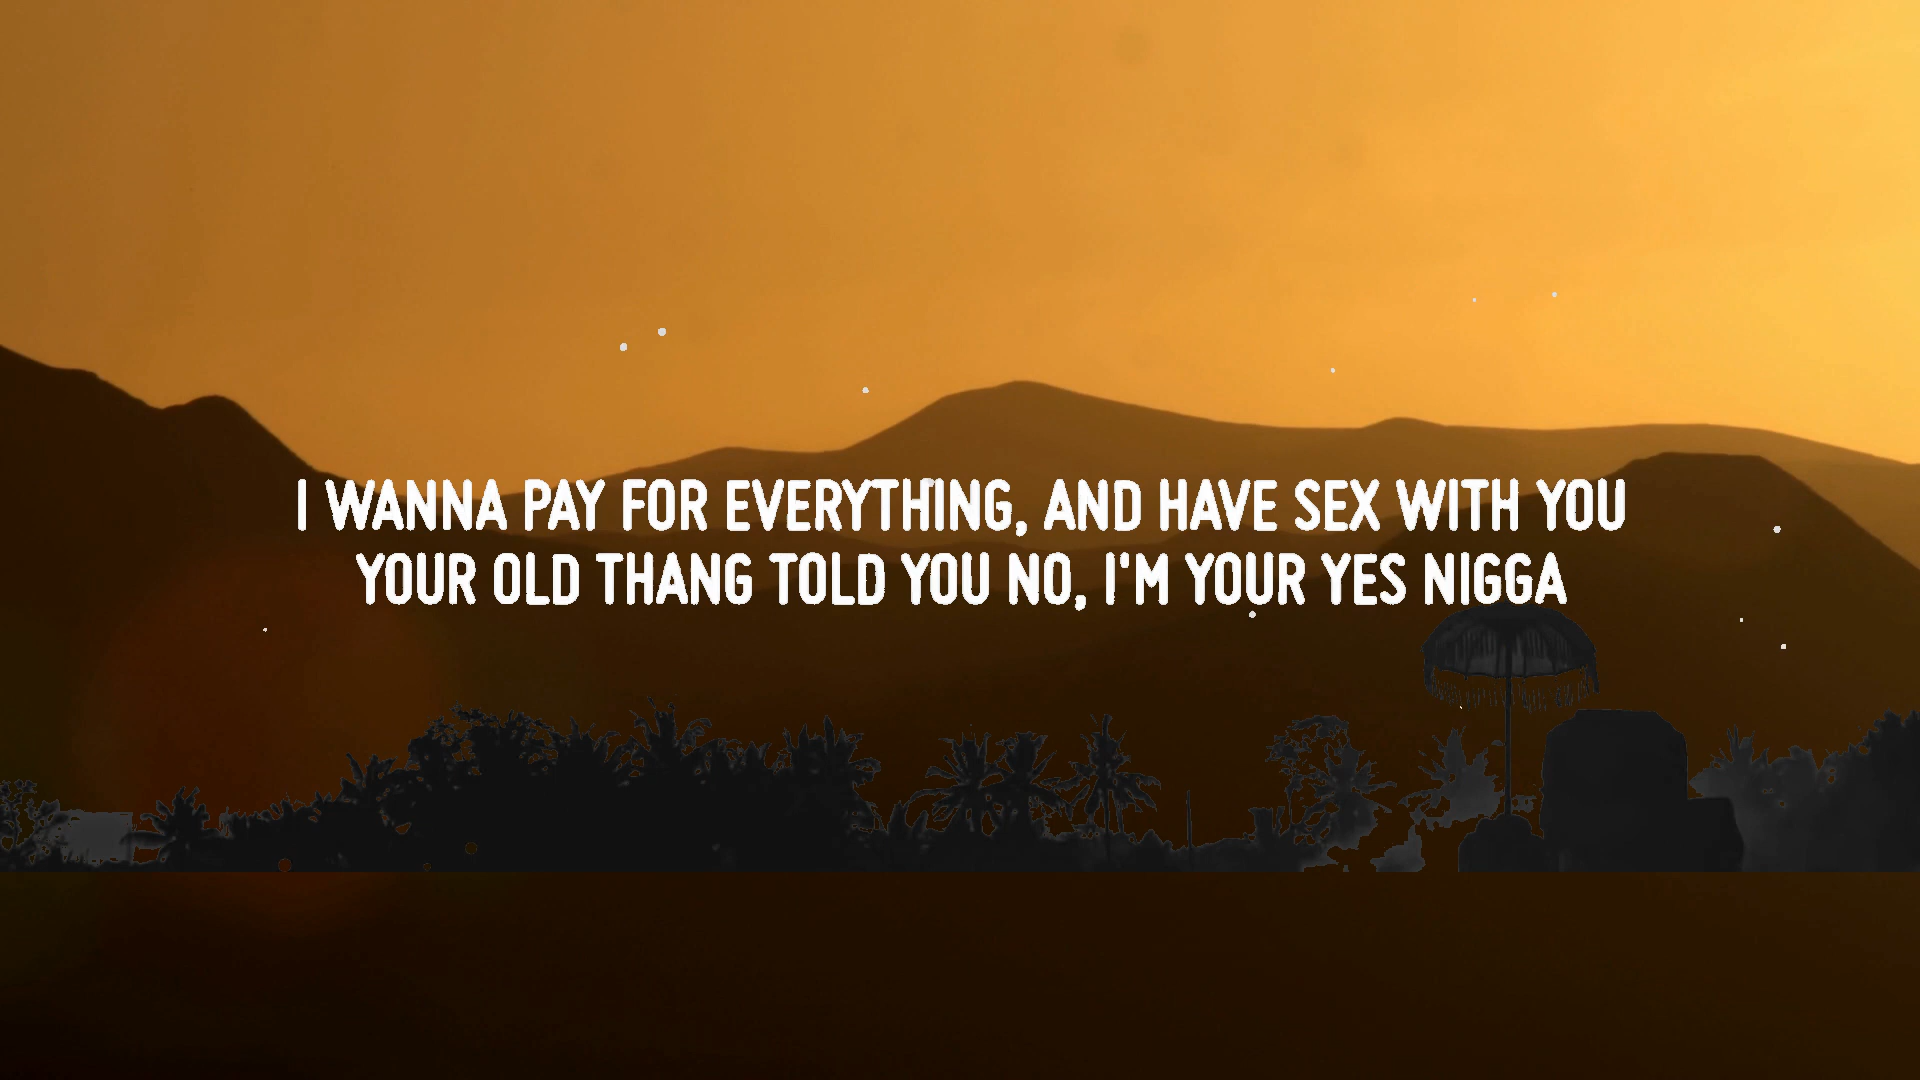 I WANNA PAY FOR EVERYTHING, AND HAVE SEX WITH YOU
YOUR OLD THANG TOLD YOU NO, I'M YOUR YES NIGGA